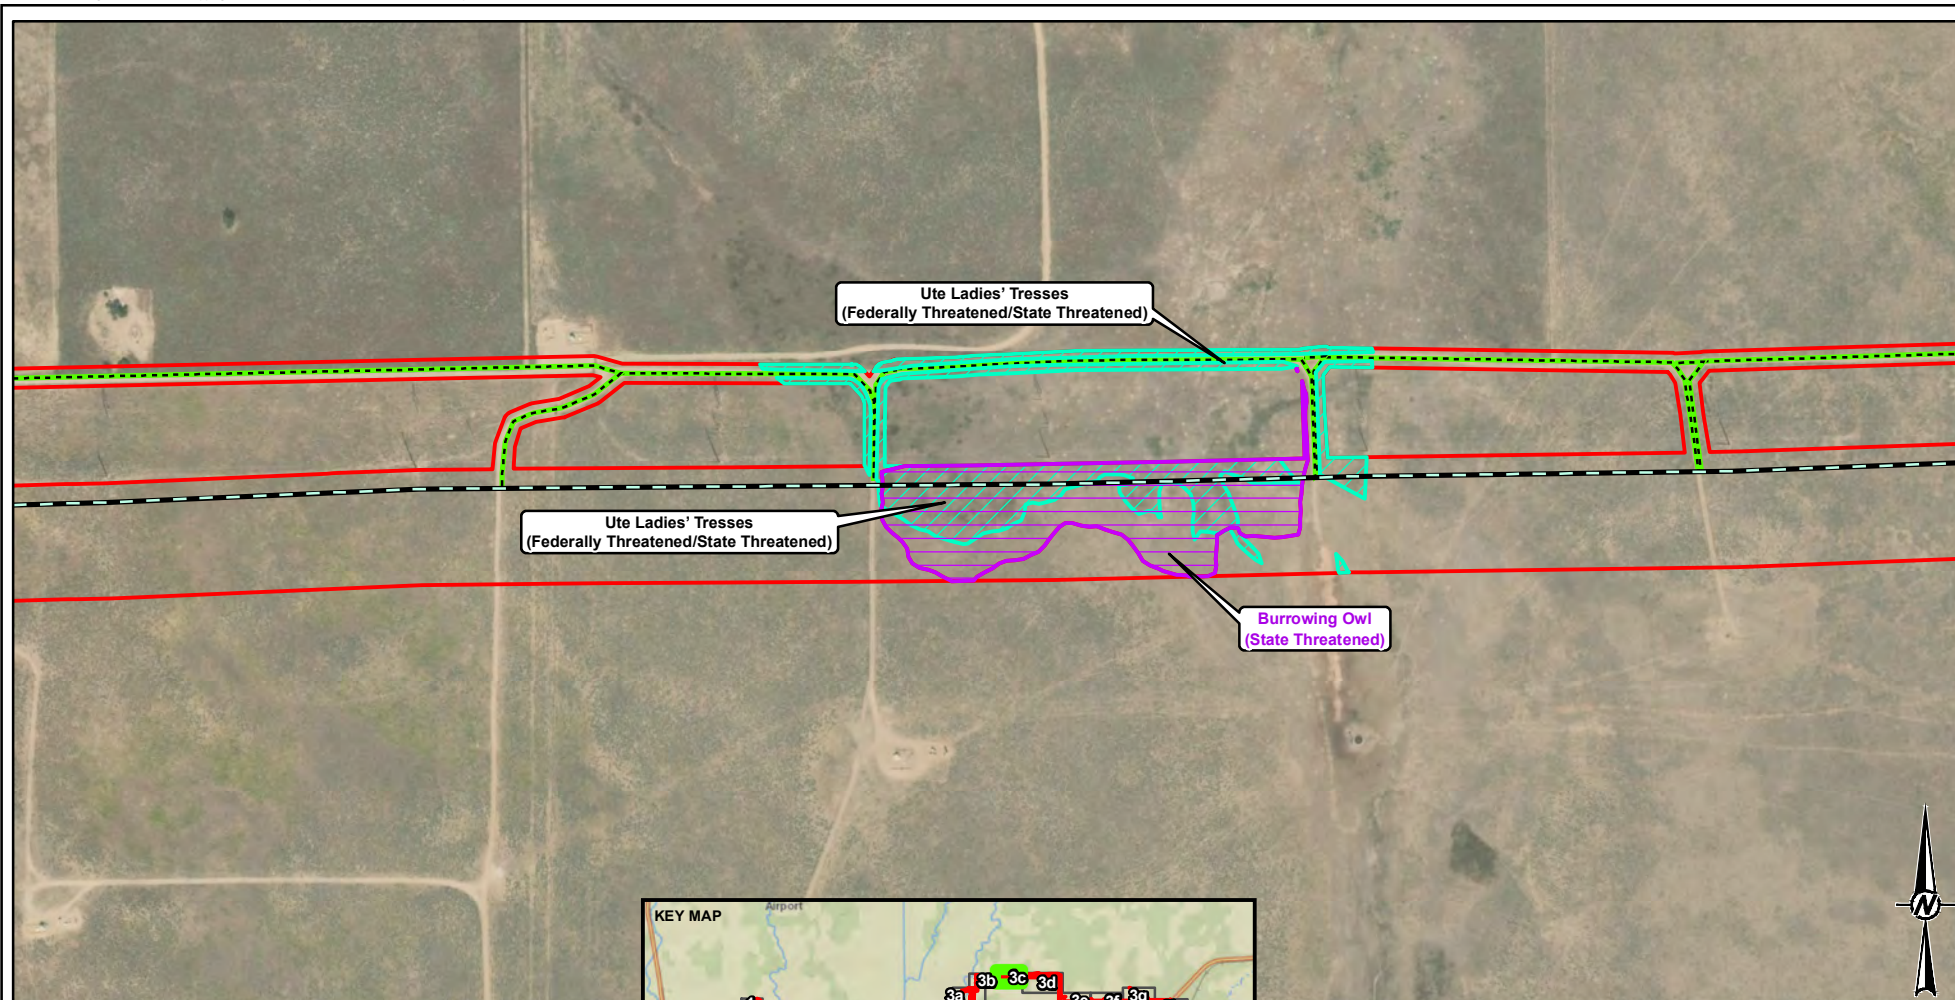 Ute Ladies’ Tresses
(Federally Threatened/State Threatened)
Ute Ladies’ Tresses
(Federally Threatened/State Threatened)
Burrowing Owl
(State Threatened)
N
KEY MAP
Airport
3b
3c
3d
3a
3g